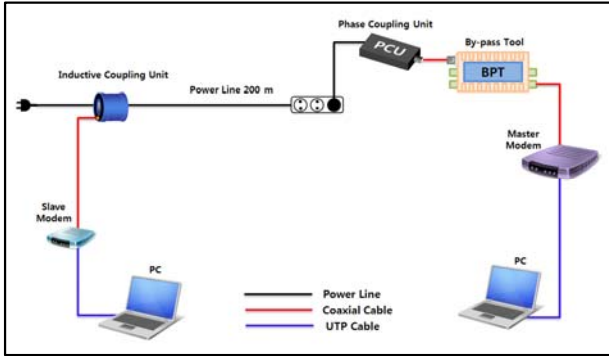 Phase Coupling Unit
PCU
By-pass Tool
BPT
Inductive Coupling Unit
Power Line 200 m
Master
Modem
Slave
Modem
PC
PC
Power Line
Coaxial Cable
UTP Cable